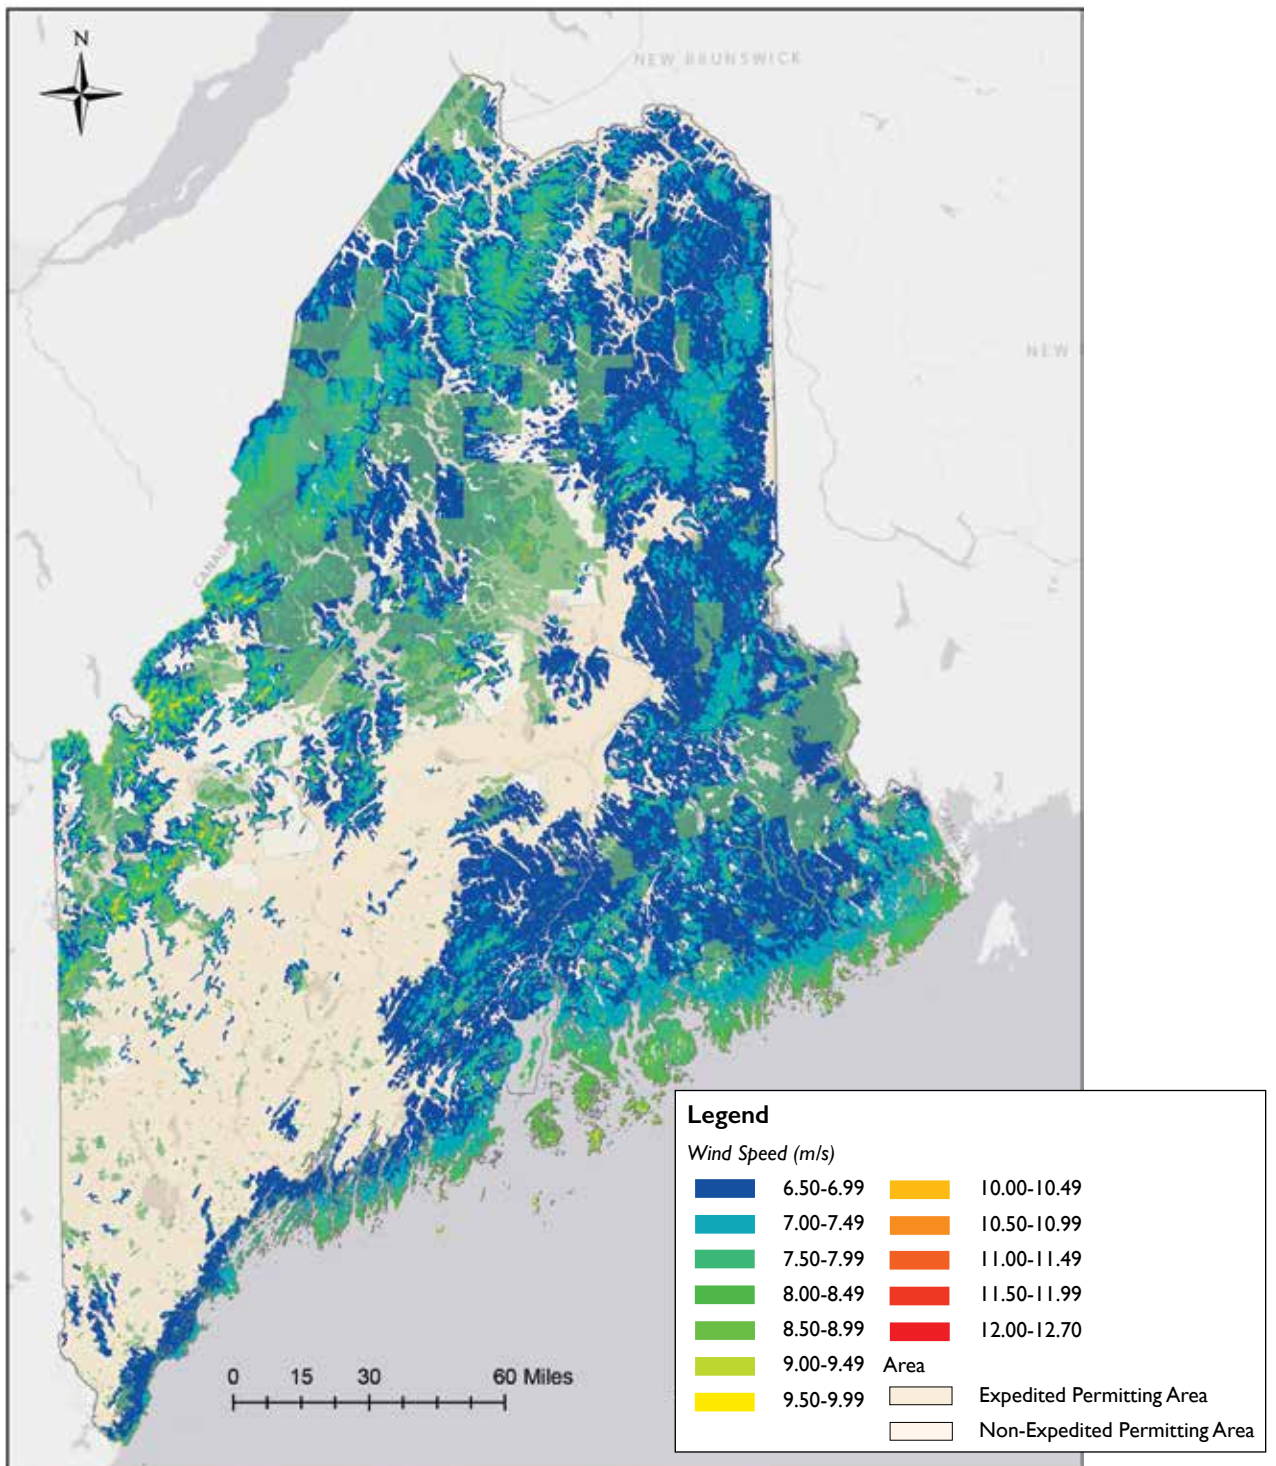 N
NEW BRUNSWICK
NEW
CANADA
0 15 30 60 Miles
Legend
Wind Speed (m/s)
6.50-6.99
7.00-7.49
7.50-7.99
8.00-8.49
8.50-8.99
9.00-9.49
9.50-9.99
10.00-10.49
10.50-10.99
11.00-11.49
11.50-11.99
12.00-12.70
Area
Expedited Permitting Area
Non-Expedited Permitting Area